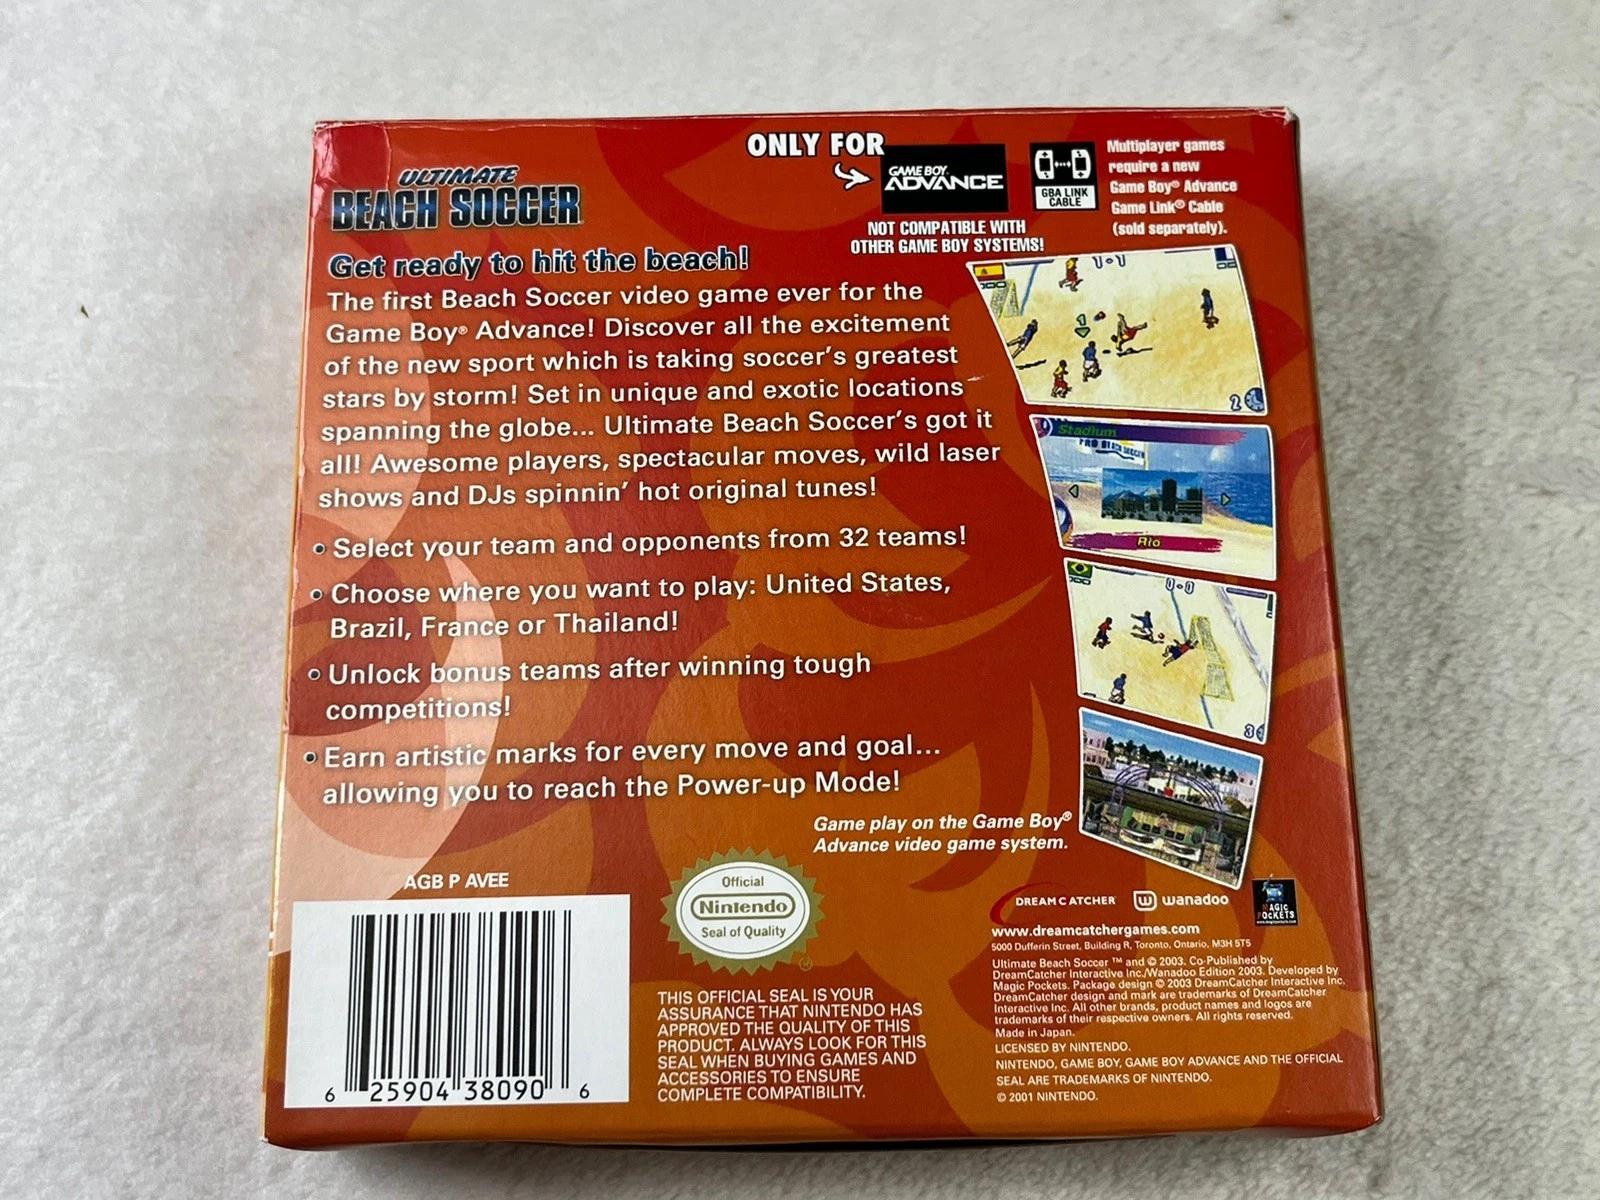 ULTIMATE
BEACH SOCCER
ONLY FOR
GAME BOY
ADVANCE
NOT COMPATIBLE WITH
OTHER GAME BOY SYSTEMS!
GBA LINK
CABLE
Multiplayer games
require a new
Game Boy® Advance
Game Link® Cable
(sold separately).
Get ready to hit the beach!
The first Beach Soccer video game ever for the
Game Boy® Advance! Discover all the excitement
of the new sport which is taking soccer's greatest
stars by storm! Set in unique and exotic locations
spanning the globe... Ultimate Beach Soccer's got it
all! Awesome players, spectacular moves, wild laser
shows and DJs spinnin' hot original tunes!
• Select your team and opponents from 32 teams!
• Choose where you want to play: United States,
Brazil, France or Thailand!
• Unlock bonus teams after winning tough
competitions!
• Earn artistic marks for every move and goal...
allowing you to reach the Power-up Mode!
1-1
1
2
Stadium
PRO BEACH SOCCER
Rio
0-0
3
Game play on the Game Boy®
Advance video game system.
AGB P AVEE
6 25904 38090 6
Official
Nintendo
Seal of Quality
®
THIS OFFICIAL SEAL IS YOUR
ASSURANCE THAT NINTENDO HAS
APPROVED THE QUALITY OF THIS
PRODUCT. ALWAYS LOOK FOR THIS
SEAL WHEN BUYING GAMES AND
ACCESSORIES TO ENSURE
COMPLETE COMPATIBILITY.
DREAMCATCHER
w wanadoo
MAGIC
POCKETS
www.dreamcatchergames.com
5000 Dufferin Street, Building R, Toronto, Ontario, M3H 5T5
Ultimate Beach Soccer ™ and © 2003. Co-Published by
DreamCatcher Interactive Inc./Wanadoo Edition 2003. Developed by
Magic Pockets. Package design © 2003 DreamCatcher Interactive Inc.
DreamCatcher design and mark are trademarks of DreamCatcher
Interactive Inc. All other brands, product names and logos are
trademarks of their respective owners. All rights reserved.
Made in Japan.
LICENSED BY NINTENDO.
NINTENDO, GAME BOY, GAME BOY ADVANCE AND THE OFFICIAL
SEAL ARE TRADEMARKS OF NINTENDO.
© 2001 NINTENDO.